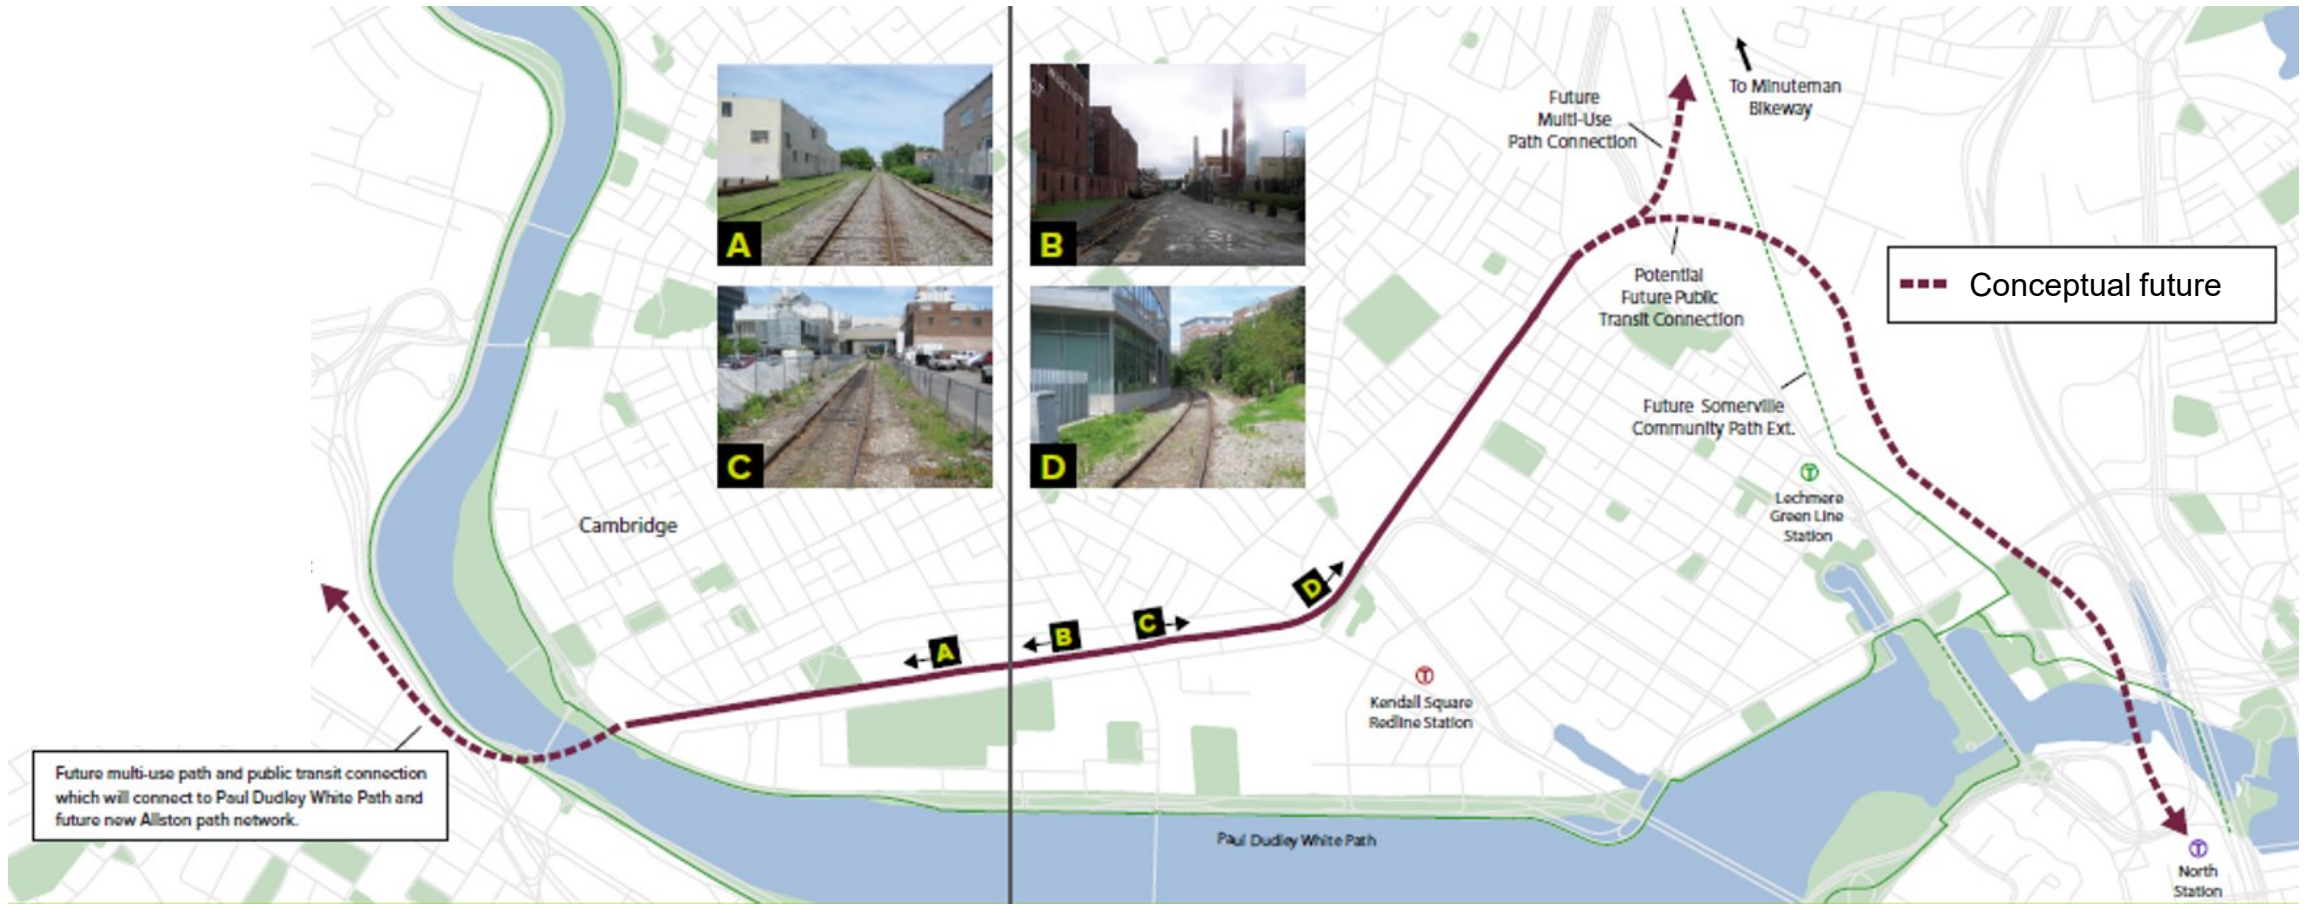 To Minuteman
Bikeway
Future
Multi-Use
Path Connection
A
B
Potential
Future Public
Transit Connection
Conceptual future
C
D
Future Somerville
Community Path Ext.
Lechmere
Green Line
Station
T
Cambridge
D
C
B
A
T
Kendall Square
Redline Station
Future multi-use path and public transit connection
which will connect to Paul Dudley White Path and
future new Allston path network.
Paul Dudley White Path
T
North
Station